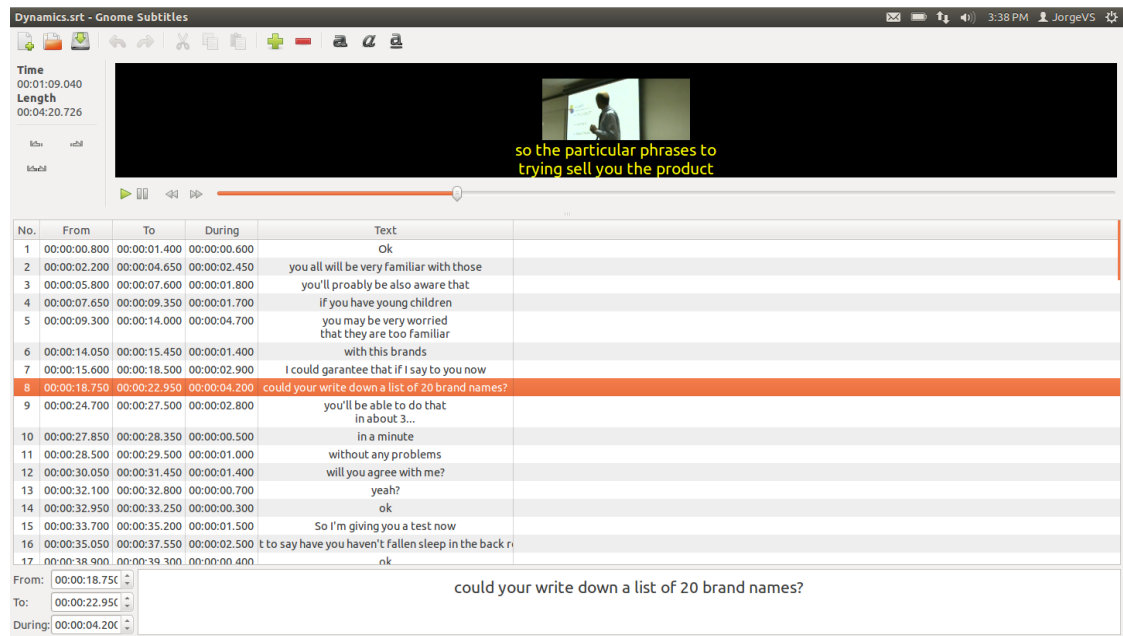 Dynamics.srt - Gnome Subtitles
3:38 PM JorgeVS
a a a
Time
00:01:09.040
Length
00:04:20.726
so the particular phrases to
trying sell you the product
No. From To During Text
1 00:00:00.800 00:00:01.400 00:00:00.600 Ok
2 00:00:02.200 00:00:04.650 00:00:02.450 you all will be very familiar with those
3 00:00:05.800 00:00:07.600 00:00:01.800 you'll proably be also aware that
4 00:00:07.650 00:00:09.350 00:00:01.700 if you have young children
5 00:00:09.300 00:00:14.000 00:00:04.700 you may be very worried
that they are too familiar
6 00:00:14.050 00:00:15.450 00:00:01.400 with this brands
7 00:00:15.600 00:00:18.500 00:00:02.900 I could garantee that if I say to you now
8 00:00:18.750 00:00:22.950 00:00:04.200 could your write down a list of 20 brand names?
9 00:00:24.700 00:00:27.500 00:00:02.800 you'll be able to do that
in about 3...
10 00:00:27.850 00:00:28.350 00:00:00.500 in a minute
11 00:00:28.500 00:00:29.500 00:00:01.000 without any problems
12 00:00:30.050 00:00:31.450 00:00:01.400 will you agree with me?
13 00:00:32.100 00:00:32.800 00:00:00.700 yeah?
14 00:00:32.950 00:00:33.250 00:00:00.300 ok
15 00:00:33.700 00:00:35.200 00:00:01.500 So I'm giving you a test now
16 00:00:35.050 00:00:37.550 00:00:02.500 t to say have you haven't fallen sleep in the back r
17 00:00:38.900 00:00:39.300 00:00:00.400 ok
From: 00:00:18.750
To: 00:00:22.950
During: 00:00:04.200
could your write down a list of 20 brand names?